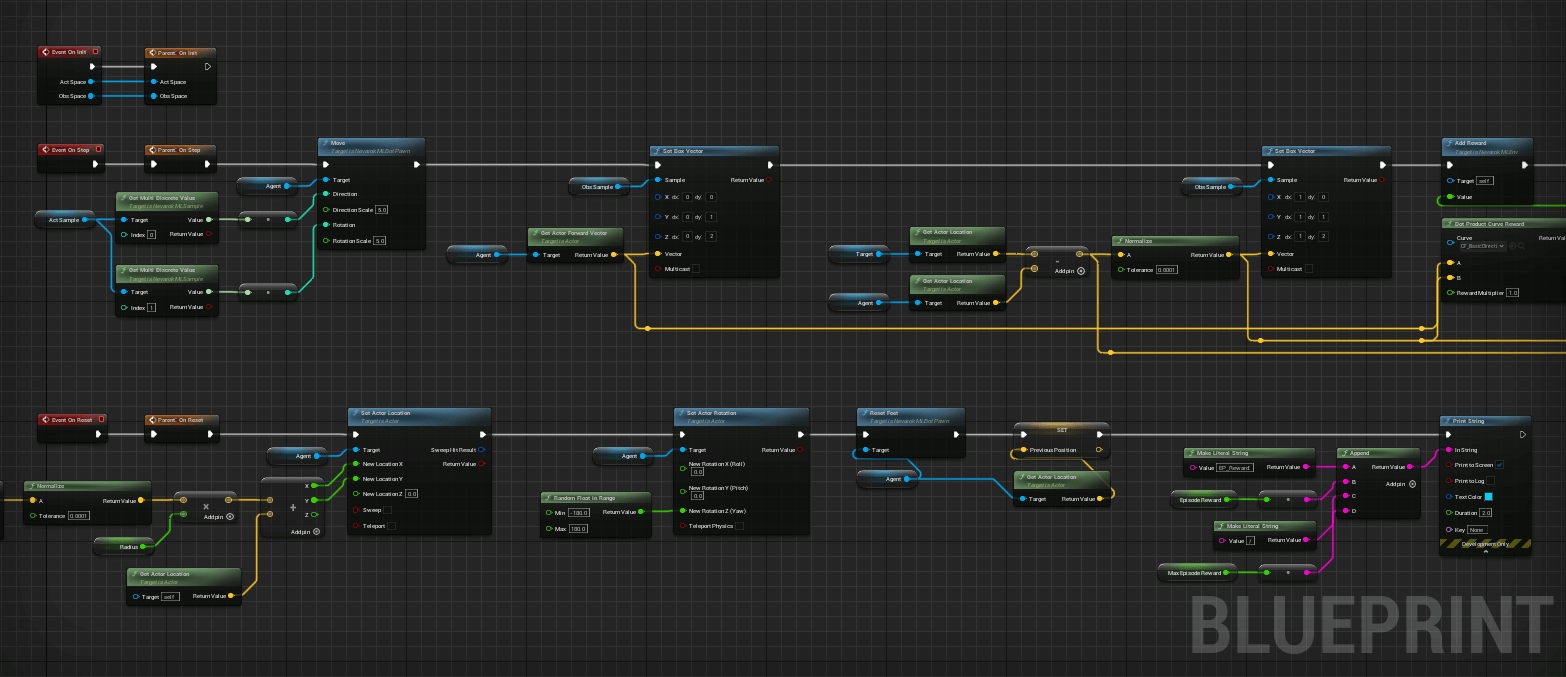 Event On Init
Act Space
Obs Space
Parent: On Init
Act Space
Obs Space
Event On Step
Parent: On Step
Move
Target is Nevarok MLBot Pawn
Target
Direction
Direction Scale 5.0
Rotation
Rotation Scale 5.0
Agent
Act Sample
Get Multi Discrete Value
Target is Nevarok MLSample
Target Value
Index 0 Return Value
Get Multi Discrete Value
Target is Nevarok MLSample
Target Value
Index 1 Return Value
Agent
Get Actor Forward Vector
Target is Actor
Target Return Value
Obs Sample
Set Box Vector
Sample Return Value
X dx: 0 dy: 0
Y dx: 0 dy: 1
Z dx: 0 dy: 2
Vector
Multicast
Target
Get Actor Location
Target is Actor
Target Return Value
Agent
Get Actor Location
Target is Actor
Target Return Value
-
Add pin
Normalize
A Return Value
Tolerance 0.0001
Obs Sample
Set Box Vector
Sample Return Value
X dx: 1 dy: 0
Y dx: 1 dy: 1
Z dx: 1 dy: 2
Vector
Multicast
Add Reward
Target is Nevarok MLEnv
Target self
Value
Dot Product Curve Reward
Target is Nevarok MLEnv
Curve Return Valu
CF_BasicDirecti
A
B
Reward Multiplier 1.0
Event On Reset
Parent: On Reset
Normalize
A Return Value
Tolerance 0.0001
Radius
×
Add pin
Get Actor Location
Target is Actor
Target self Return Value
X
Y
Z
+
Add pin
Agent
Set Actor Location
Target is Actor
Target Sweep Hit Result
New Location X Return Value
New Location Y
New Location Z 0.0
Sweep
Teleport
Random Float in Range
Min -180.0 Return Value
Max 180.0
Agent
Set Actor Rotation
Target is Actor
Target Return Value
New Rotation X (Roll)
0.0
New Rotation Y (Pitch)
0.0
New Rotation Z (Yaw)
Teleport Physics
Reset Feet
Target is Nevarok MLBot Pawn
Target
Agent
SET
Previous Position
Get Actor Location
Target is Actor
Target Return Value
Make Literal String
Value EP_Reward: Return Value
Episode Reward
Make Literal String
Value / Return Value
Max Episode Reward
Append
A Return Value
B
C
D
Add pin
Print String
In String
Print to Screen
Print to Log
Text Color
Duration 2.0
Key None
Development Only
BLUEPRINT